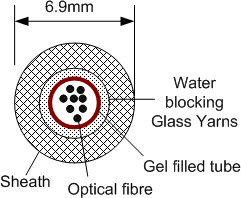 6.9mm
Water
blocking
Glass Yarns
Gel filled tube
Sheath
Optical fibre